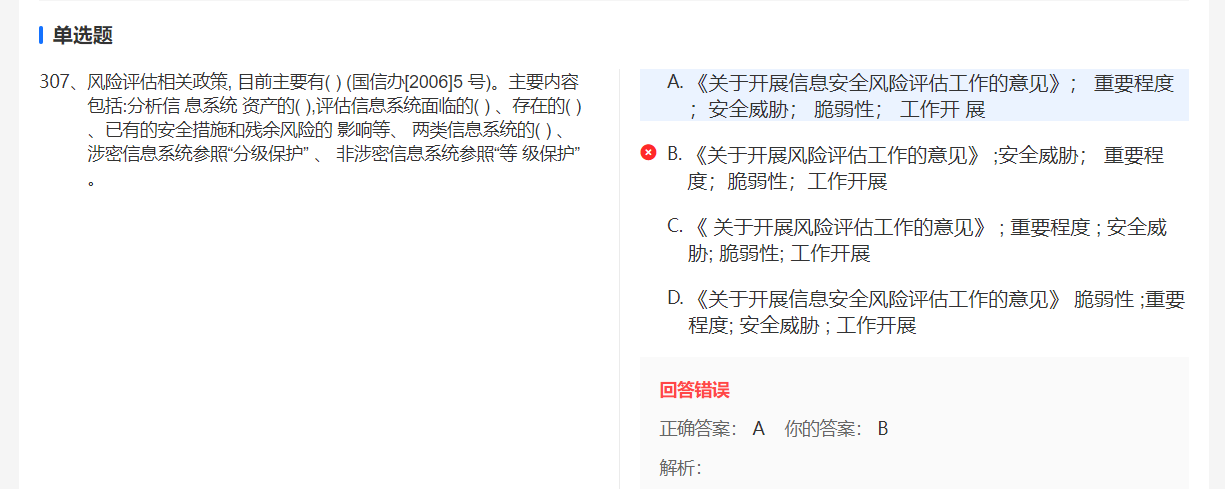 单选题
307、风险评估相关政策, 目前主要有( ) (国信办[2006]5 号)。主要内容
包括:分析信 息系统 资产的( ),评估信息系统面临的( ) 、存在的( )
、已有的安全措施和残余风险的 影响等、 两类信息系统的( ) 、
涉密信息系统参照“分级保护” 、 非涉密信息系统参照“等 级保护”
。
A. 《关于开展信息安全风险评估工作的意见》； 重要程度
；安全威胁； 脆弱性； 工作开 展
B. 《关于开展风险评估工作的意见》 ;安全威胁； 重要程
度；脆弱性；工作开展
C. 《 关于开展风险评估工作的意见》 ; 重要程度 ; 安全威
胁; 脆弱性; 工作开展
D. 《关于开展信息安全风险评估工作的意见》 脆弱性 ;重要
程度; 安全威胁 ; 工作开展
回答错误
正确答案： A 你的答案： B
解析：